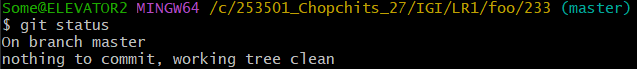 Some@ELEVATOR2 MINGW64 /c/253501_Chopchits_27/IGI/LR1/foo/233 (master)
$ git status
On branch master
nothing to commit, working tree clean